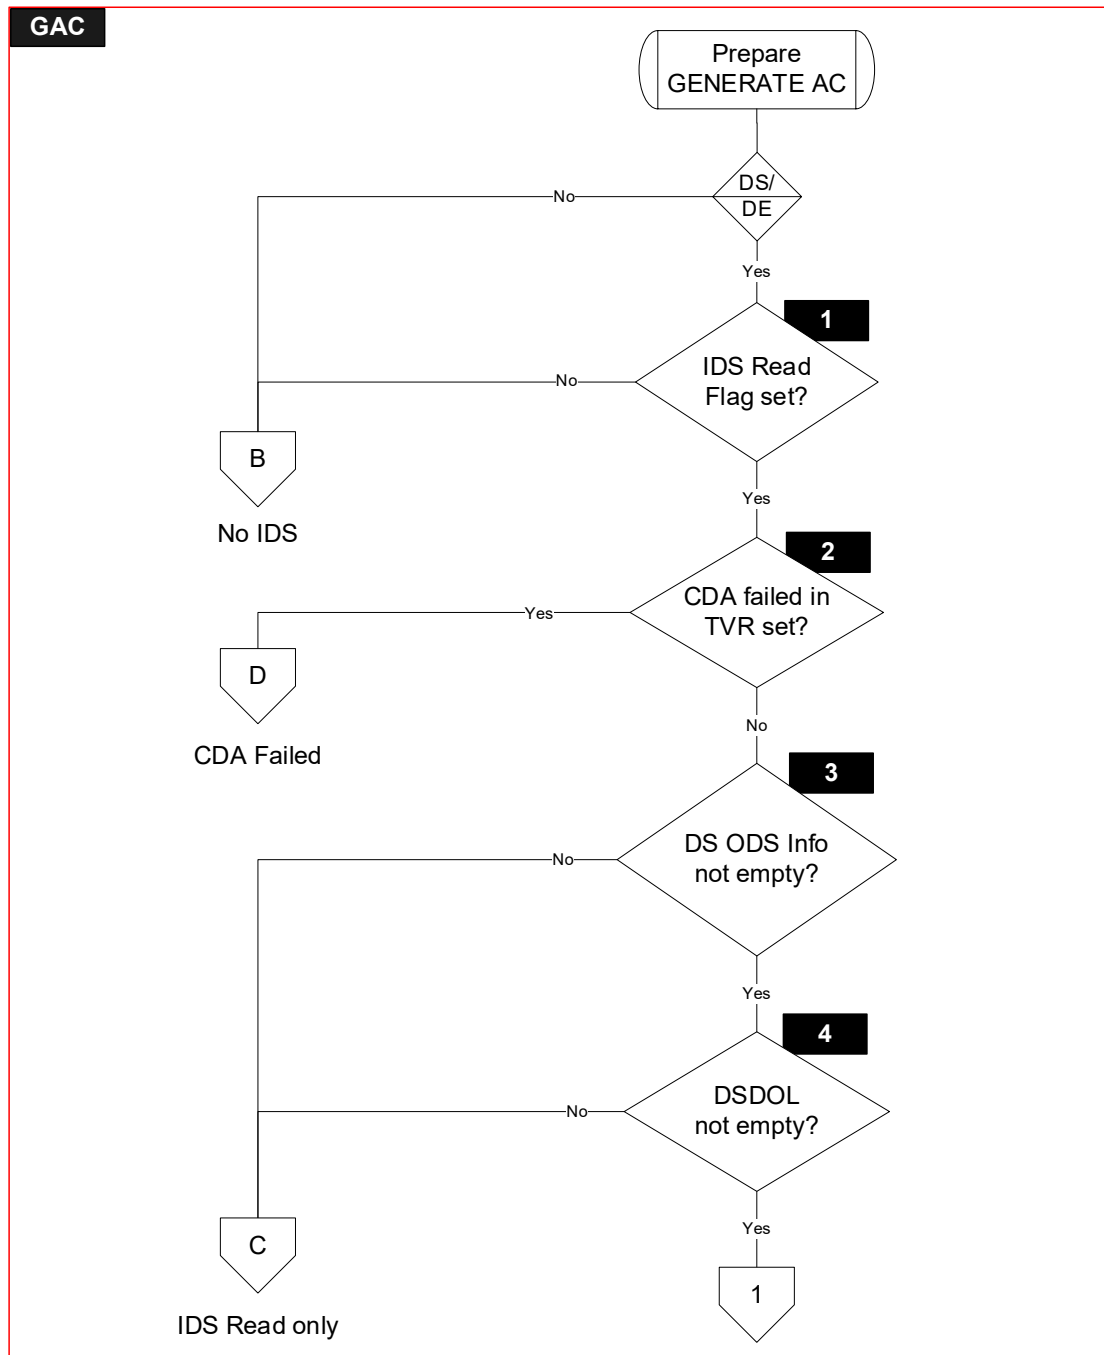 GAC
Prepare
GENERATE AC
DS/
DE
No
Yes
1
IDS Read
Flag set?
No
B
No IDS
Yes
2
CDA failed in
TVR set?
Yes
D
CDA Failed
No
3
DS ODS Info
not empty?
No
Yes
4
DSDOL
not empty?
No
C
IDS Read only
Yes
1